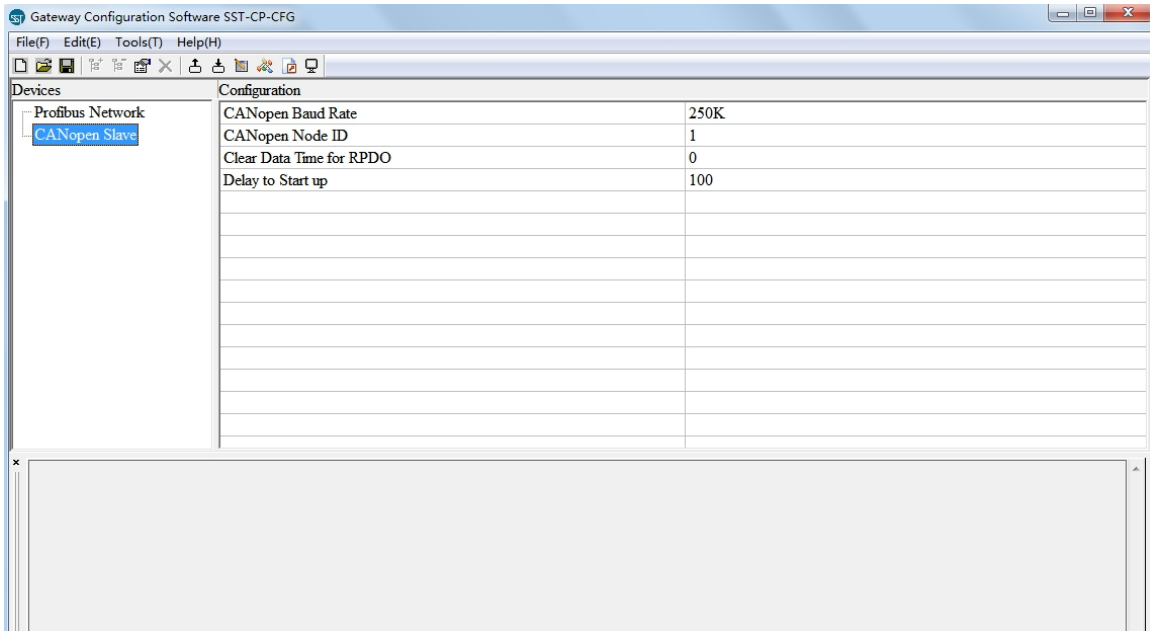 SST Gateway Configuration Software SST-CP-CFG
File(F) Edit(E) Tools(T) Help(H)
Devices
Configuration
Profibus Network
CANopen Slave
CANopen Baud Rate 250K
CANopen Node ID 1
Clear Data Time for RPDO 0
Delay to Start up 100